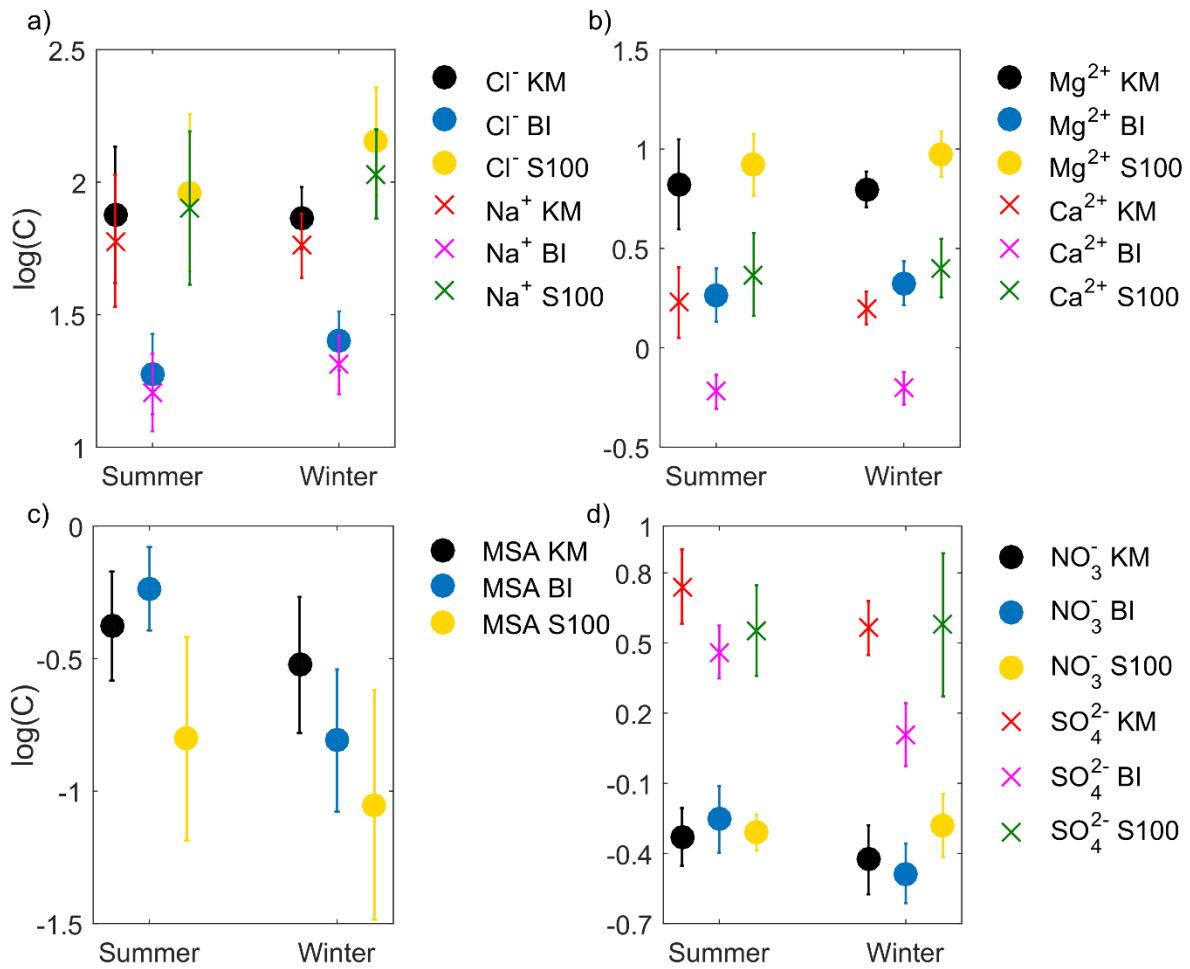 a)
log(C)
2.5
2
1.5
1
Summer
Winter
Cl⁻ KM
Cl⁻ BI
Cl⁻ S100
Na⁺ KM
Na⁺ BI
Na⁺ S100
b)
1.5
1
0.5
0
-0.5
Summer
Winter
Mg²⁺ KM
Mg²⁺ BI
Mg²⁺ S100
Ca²⁺ KM
Ca²⁺ BI
Ca²⁺ S100
c)
log(C)
0
-0.5
-1
-1.5
Summer
Winter
MSA KM
MSA BI
MSA S100
d)
1
0.8
0.5
0.2
-0.1
-0.4
-0.7
Summer
Winter
NO₃⁻ KM
NO₃⁻ BI
NO₃⁻ S100
SO₄²⁻ KM
SO₄²⁻ BI
SO₄²⁻ S100